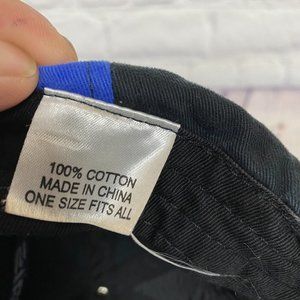 100% COTTON
MADE IN CHINA
ONE SIZE FITS ALL